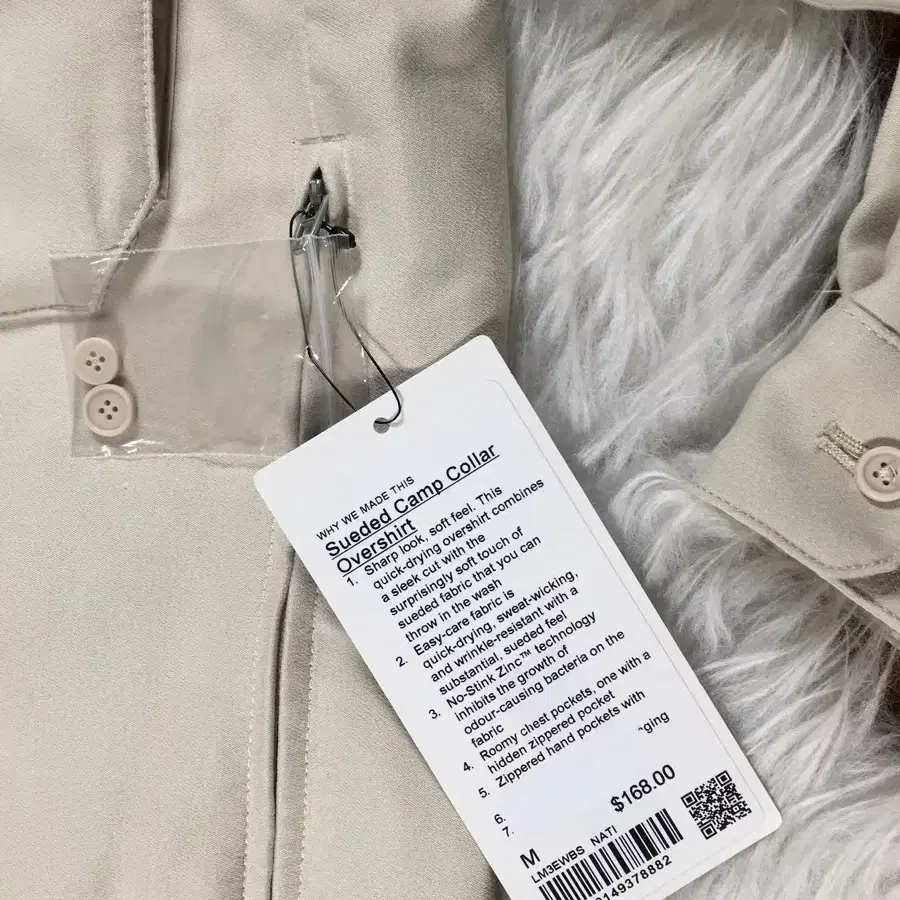 WHY WE MADE THIS
Sueded Camp Collar
Overshirt
1. Sharp look, soft feel. This
quick-drying overshirt combines
a sleek cut with the
surprisingly soft touch of
sueded fabric that you can
throw in the wash
2. Easy-care fabric is
quick-drying, sweat-wicking,
and wrinkle-resistant with a
substantial, sueded feel
3. No-Stink Zinc™ technology
inhibits the growth of
odour-causing bacteria on the
fabric
4. Roomy chest pockets, one with a
hidden zippered pocket
5. Zippered hand pockets with
6.
7.
$168.00
M
LM3EWBS NATI